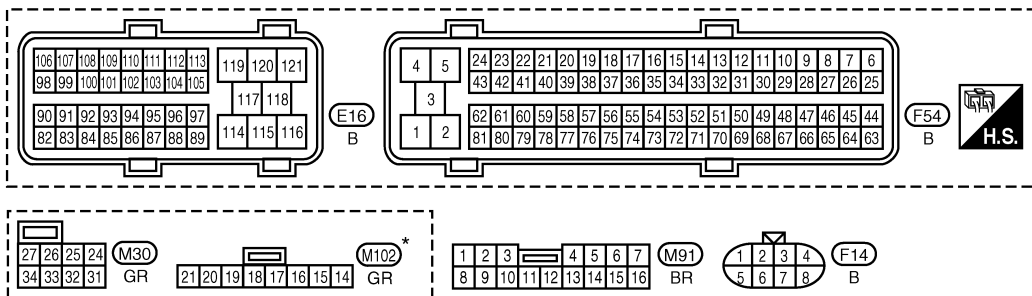 106 107 108 109 110 111 112 113 119 120 121 4 5 24 23 22 21 20 19 18 17 16 15 14 13 12 11 10 9 8 7 6
98 99 100 101 102 103 104 105 43 42 41 40 39 38 37 36 35 34 33 32 31 30 29 28 27 26 25
117 118 3
90 91 92 93 94 95 96 97 E16 62 61 60 59 58 57 56 55 54 53 52 51 50 49 48 47 46 45 44 F54
82 83 84 85 86 87 88 89 114 115 116 B 1 2 81 80 79 78 77 76 75 74 73 72 71 70 69 68 67 66 65 64 63 B H.S.
27 26 25 24 M30 M102 * 1 2 3 4 5 6 7 M91 1 2 3 4 F14
34 33 32 31 GR 21 20 19 18 17 16 15 14 GR 8 9 10 11 12 13 14 15 16 BR 5 6 7 8 B